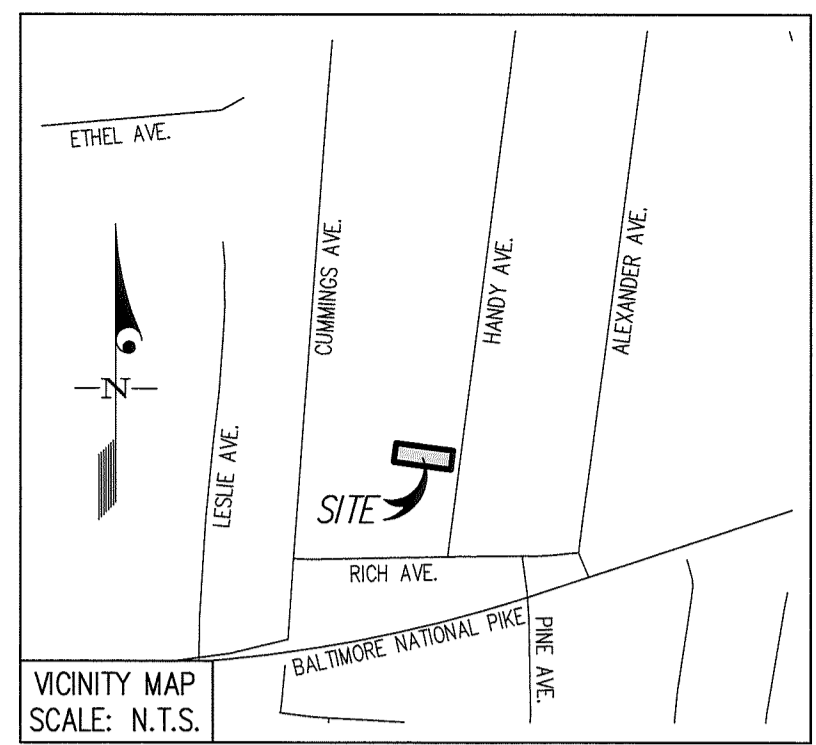 ETHEL AVE.
CUMMINGS AVE.
HANDY AVE.
ALEXANDER AVE.
N
LESLIE AVE.
SITE
RICH AVE.
BALTIMORE NATIONAL PIKE
PINE AVE.
VICINITY MAP
SCALE: N.T.S.